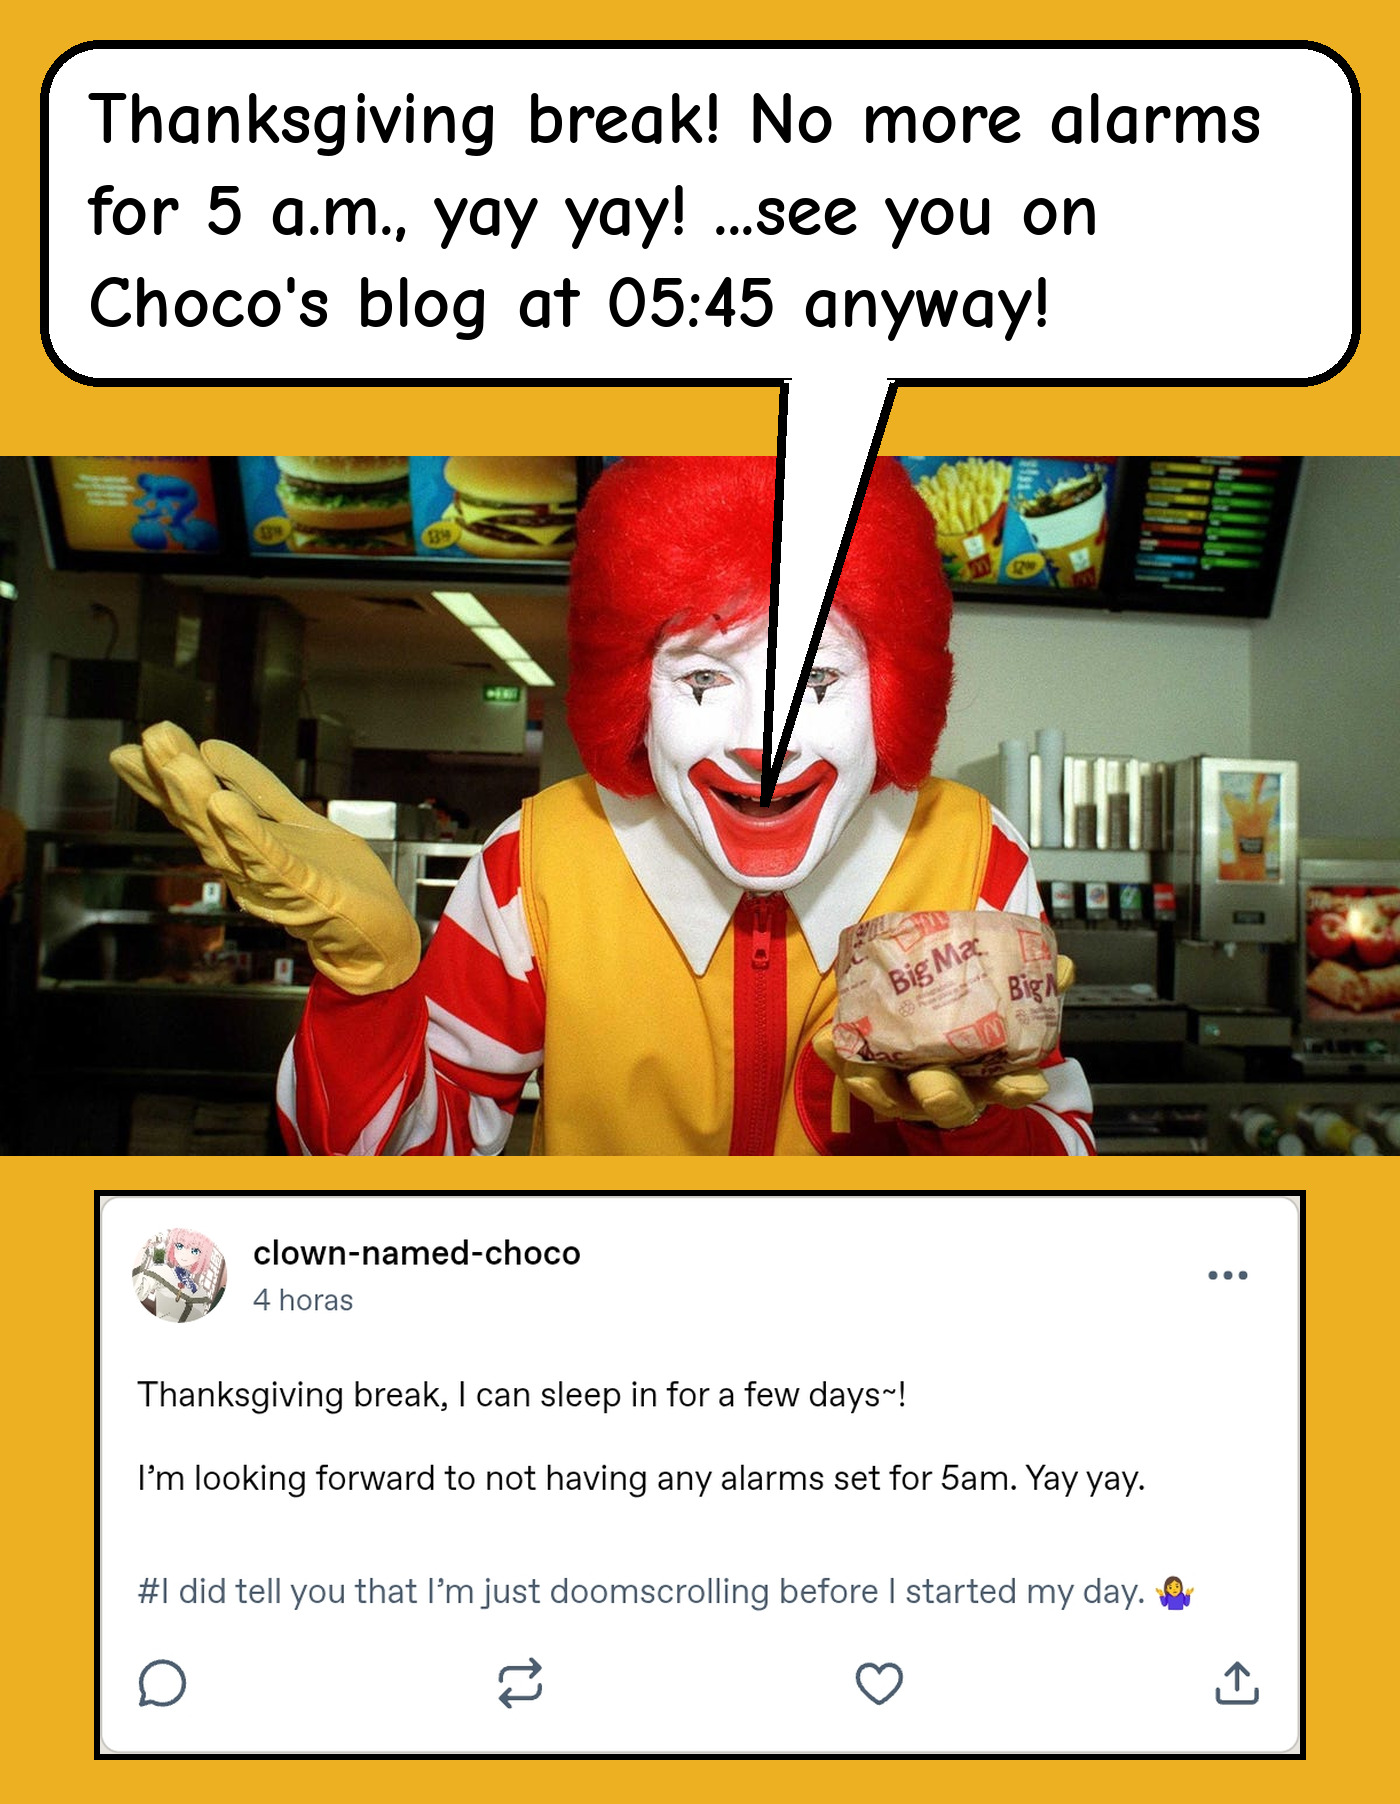 Thanksgiving break! No more alarms
for 5 a.m., yay yay! ...see you on
Choco's blog at 05:45 anyway!
EXIT
Big Mac
Big M
clown-named-choco
4 horas
Thanksgiving break, I can sleep in for a few days~!
I’m looking forward to not having any alarms set for 5am. Yay yay.
#I did tell you that I’m just doomscrolling before I started my day. 🤷‍♀️